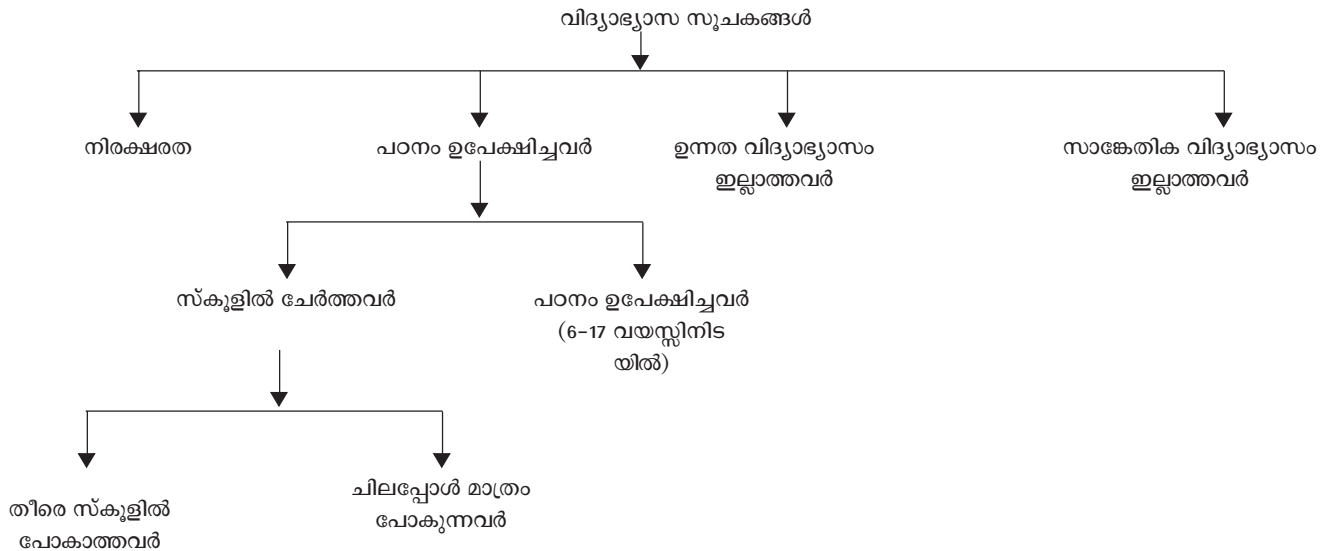 വിദ്യാഭ്യാസ സൂചകങ്ങൾ
നിരക്ഷരത
പഠനം ഉപേക്ഷിച്ചവർ
ഉന്നത വിദ്യാഭ്യാസം
ഇല്ലാത്തവർ
സാങ്കേതിക വിദ്യാഭ്യാസം
ഇല്ലാത്തവർ
സ്കൂളിൽ ചേർത്തവർ
പഠനം ഉപേക്ഷിച്ചവർ
(6-17 വയസ്സിനിട
യിൽ)
തീരെ സ്കൂളിൽ
പോകാത്തവർ
ചിലപ്പോൾ മാത്രം
പോകുന്നവർ